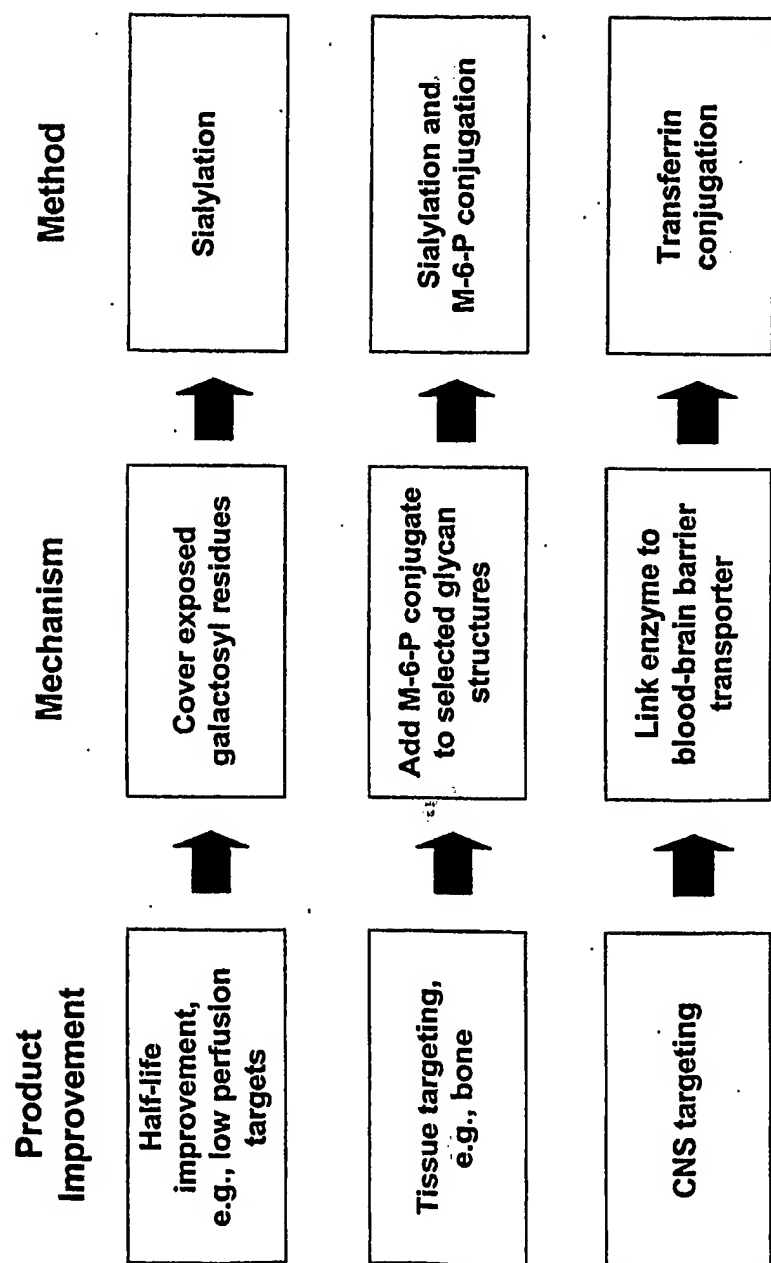 Product
Improvement
Mechanism
Method
Half-life
improvement,
e.g., low perfusion
targets
Cover exposed
galactosyl residues
Sialylation
Tissue targeting,
e.g., bone
Add M-6-P conjugate
to selected glycan
structures
Sialylation and
M-6-P conjugation
CNS targeting
Link enzyme to
blood-brain barrier
transporter
Transferrin
conjugation